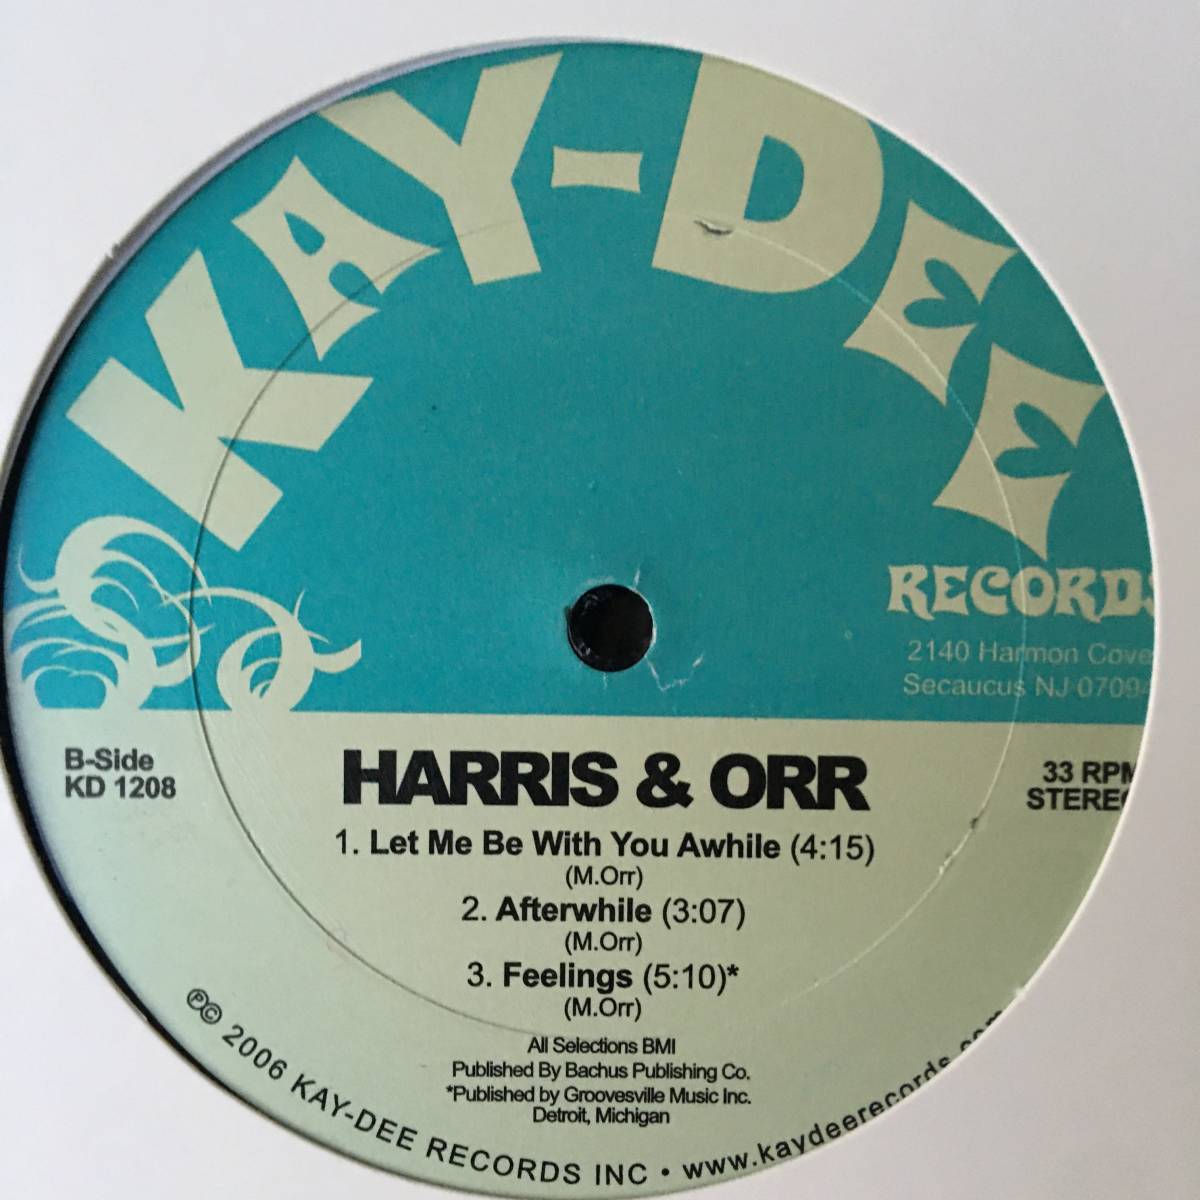 KAY-DEE
RECORDS
2140 Harmon Cove
Secaucus NJ 07094
B-Side
KD 1208
33 RPM
STEREO
HARRIS & ORR
1. Let Me Be With You Awhile (4:15)
(M.Orr)
2. Afterwhile (3:07)
(M.Orr)
3. Feelings (5:10)*
(M.Orr)
All Selections BMI
Published By Bachus Publishing Co.
*Published by Groovesville Music Inc.
Detroit, Michigan
℗© 2006 KAY-DEE RECORDS INC • www.kaydeerecords.com